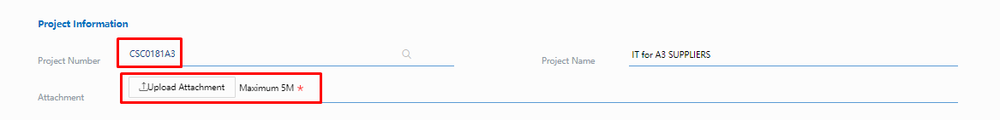 Project Information
Project Number CSC0181A3 Project Name IT for A3 SUPPLIERS
Attachment Upload Attachment Maximum 5M *